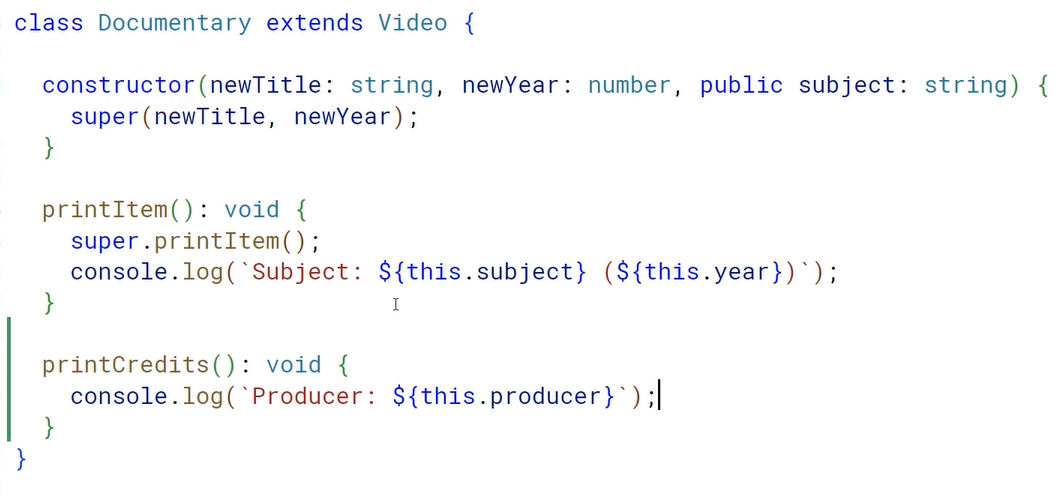 class Documentary extends Video {
constructor(newTitle: string, newYear: number, public subject: string) {
super(newTitle, newYear);
}
printItem(): void {
super.printItem();
console.log(`Subject: ${this.subject} (${this.year})`);
}
printCredits(): void {
console.log(`Producer: ${this.producer}`);
}
}